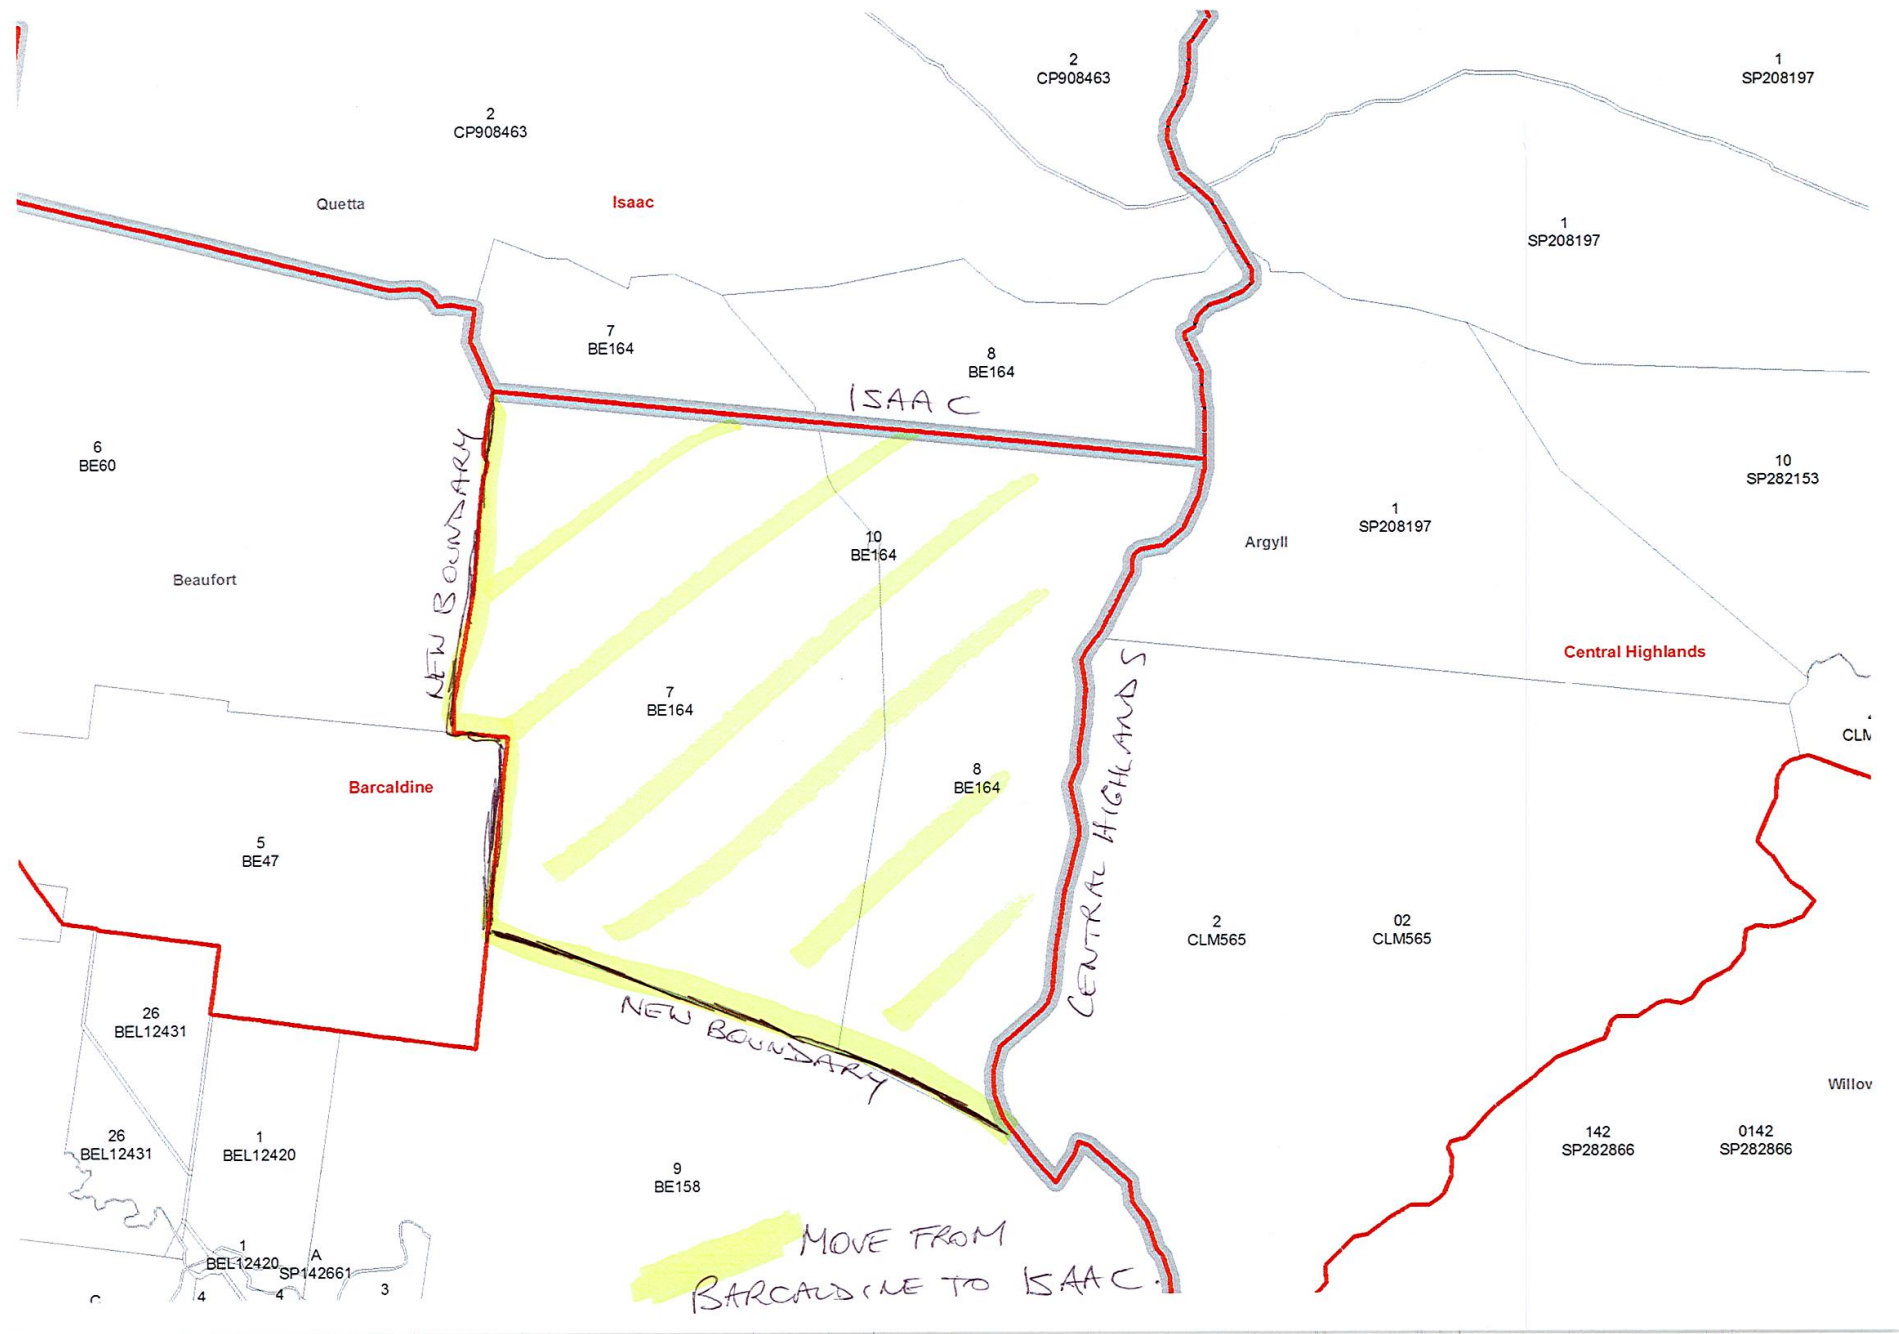 2
CP908463
1
SP208197
2
CP908463
Quetta
Isaac
1
SP208197
7
BE164
8
BE164
ISAAC
6
BE60
NEW BOUNDARY
10
SP282153
1
SP208197
Argyll
10
BE164
Beaufort
Central Highlands
7
BE164
CENTRAL HIGHLANDS
8
BE164
Barcaldine
5
BE47
2
CLM565
02
CLM565
26
BEL12431
NEW BOUNDARY
Willov
26
BEL12431
1
BEL12420
142
SP282866
0142
SP282866
9
BE158
MOVE FROM
BARCALDINE TO ISAAC.
1
BEL12420
A
SP142661
3
4
4